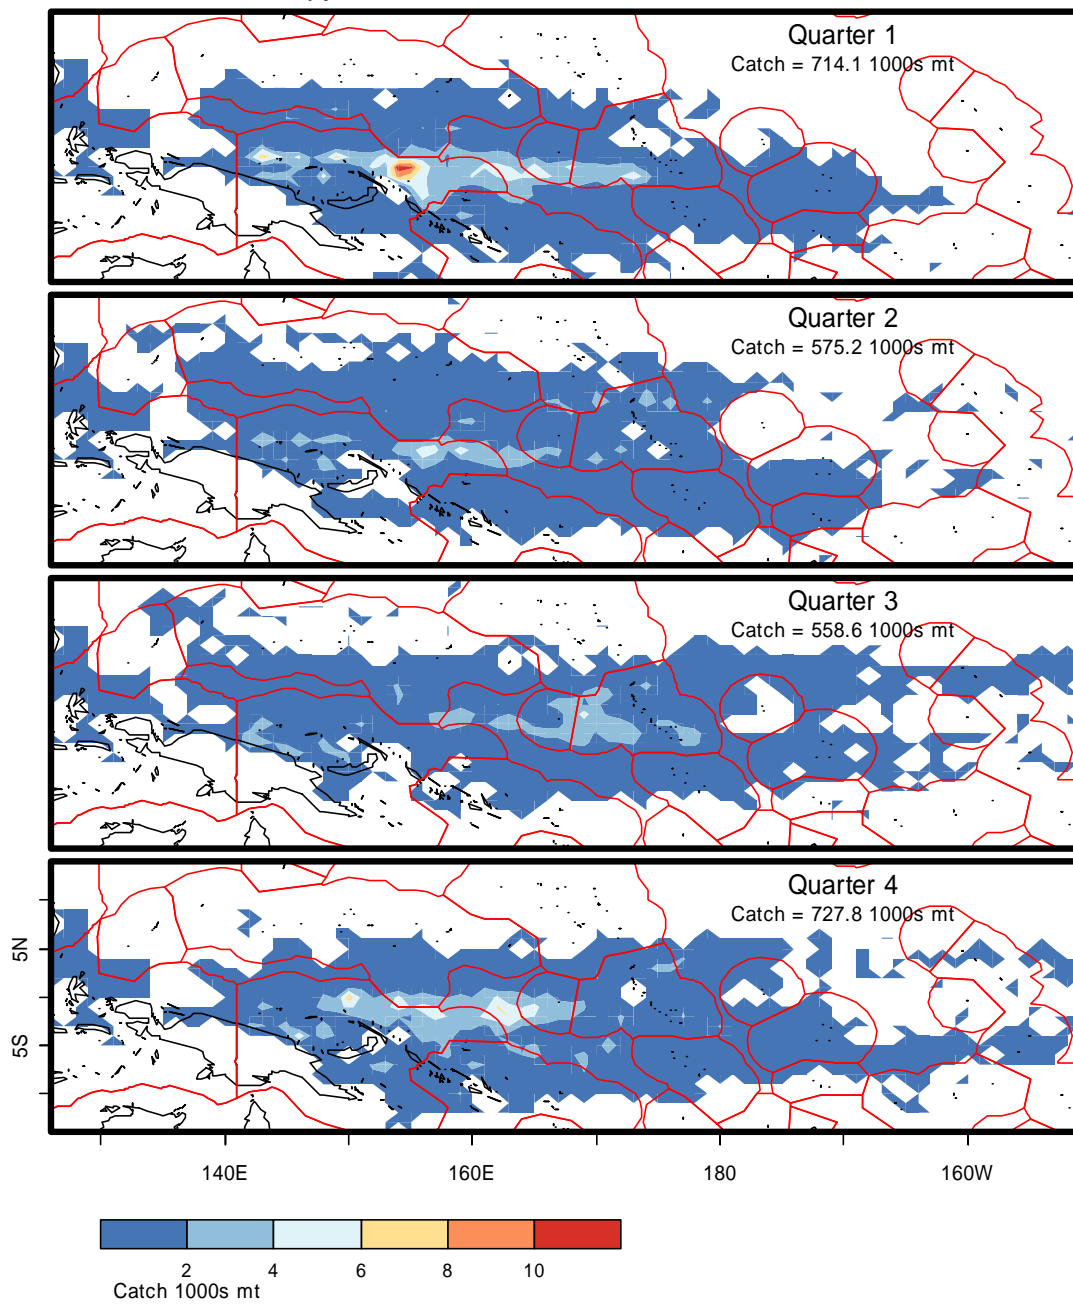 Quarter 1
Catch = 714.1 1000s mt
Quarter 2
Catch = 575.2 1000s mt
Quarter 3
Catch = 558.6 1000s mt
Quarter 4
Catch = 727.8 1000s mt
5N
5S
140E 160E 180 160W
2 4 6 8 10
Catch 1000s mt